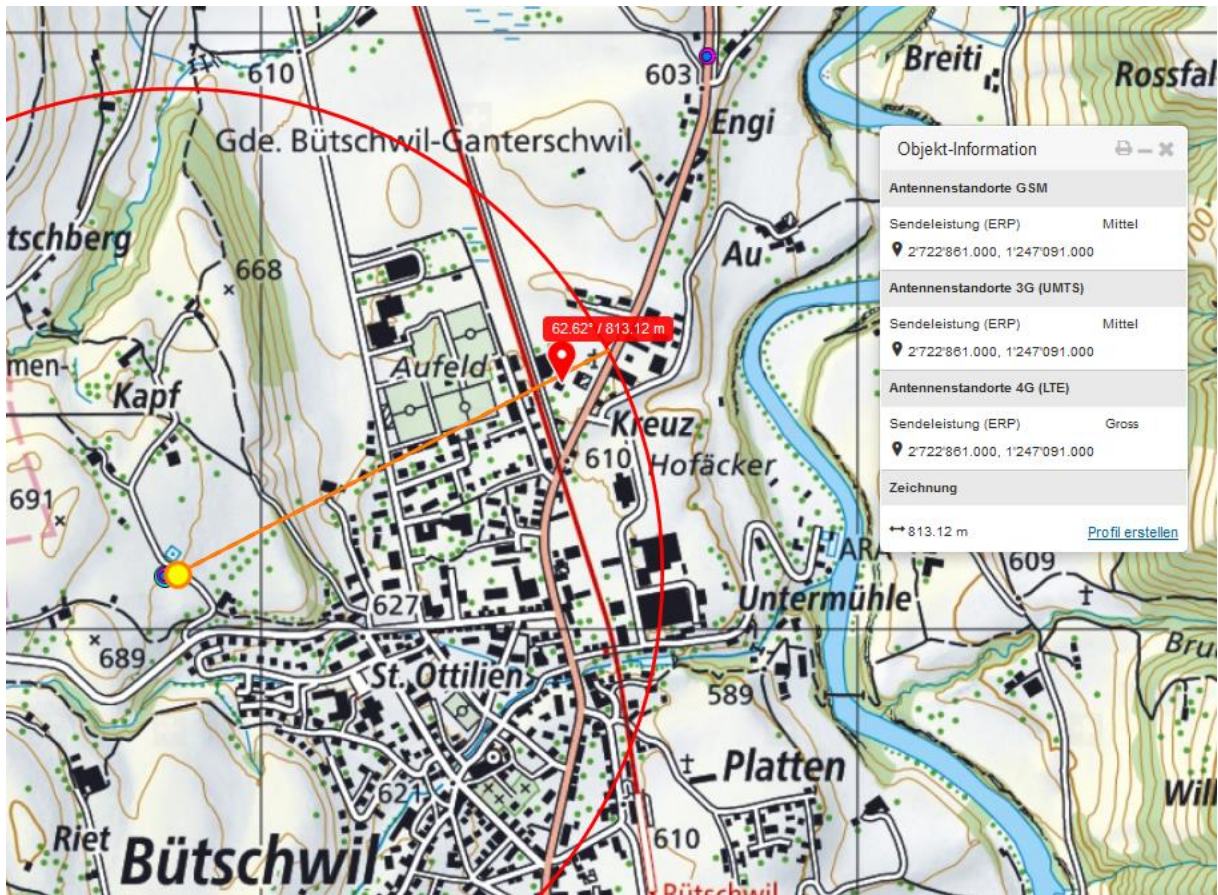 610
603
Breiti
Rossfal
Engi
Gde. Bütschwil-Ganterschwil
tschberg
668
Au
700
62.62° / 813.12 m
Aufeld
men-
Kapf
Kreuz
610
Hofäcker
691
ARA
609
627
Untermühle
689
St. Ottilien
589
Bru
Platten
621
Will
Riet
Bütschwil
610
Bütschwil
Objekt-Information
Antennenstandorte GSM
Sendeleistung (ERP) Mittel
2'722'861.000, 1'247'091.000
Antennenstandorte 3G (UMTS)
Sendeleistung (ERP) Mittel
2'722'861.000, 1'247'091.000
Antennenstandorte 4G (LTE)
Sendeleistung (ERP) Gross
2'722'861.000, 1'247'091.000
Zeichnung
813.12 m Profil erstellen